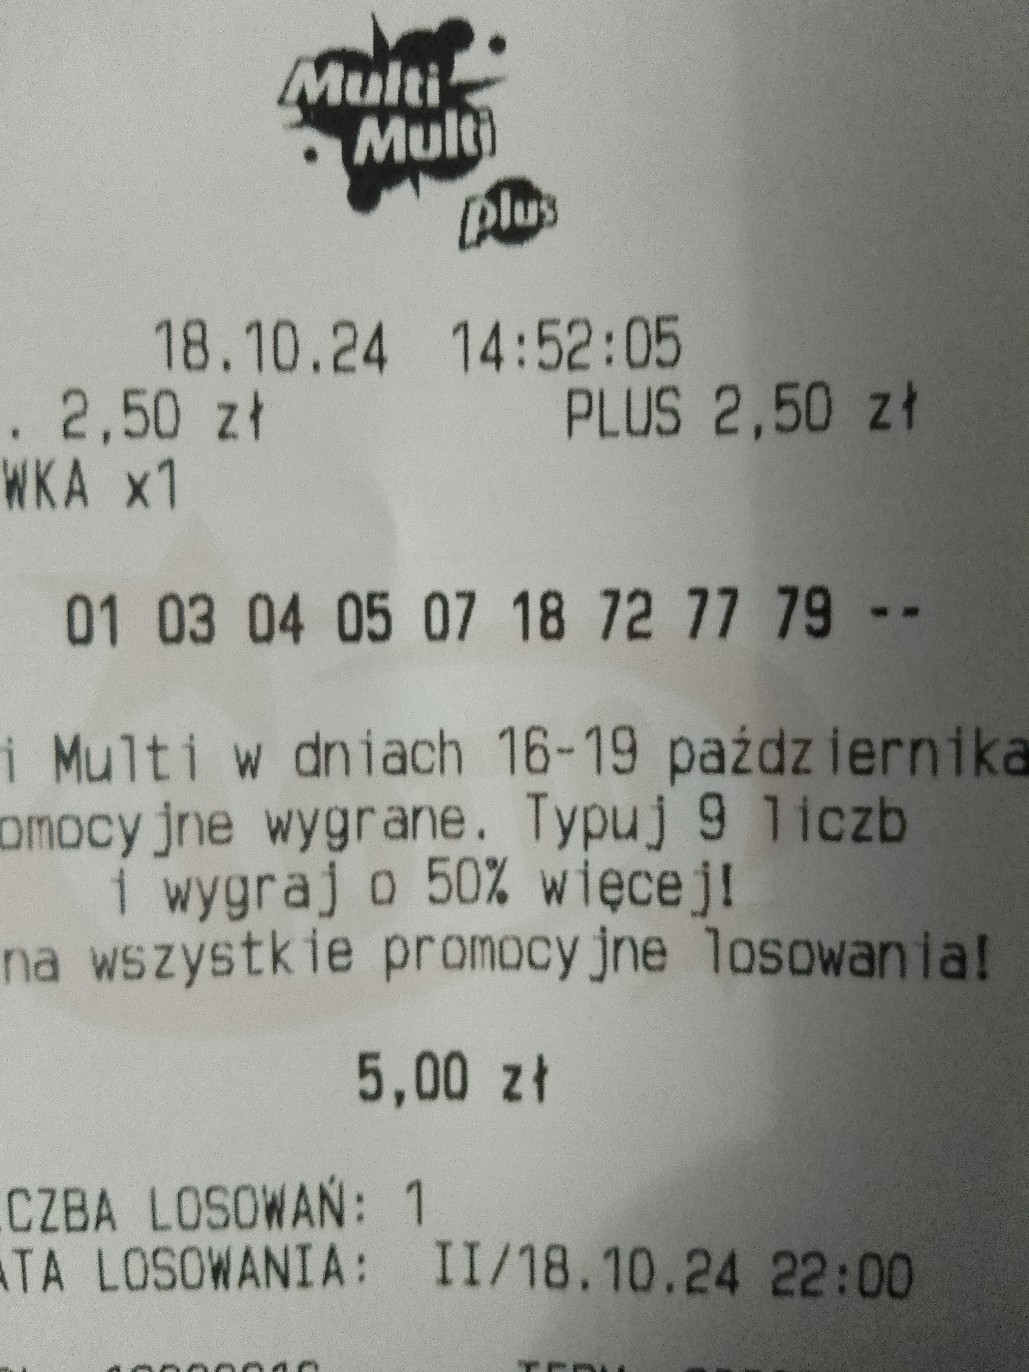 Multi
Multi
plus
18.10.24 14:52:05
. 2,50 zł PLUS 2,50 zł
WKA x1
01 03 04 05 07 18 72 77 79 --
i Multi w dniach 16-19 października
omocyjne wygrane. Typuj 9 liczb
i wygraj o 50% więcej!
na wszystkie promocyjne losowania!
5,00 zł
CZBA LOSOWAŃ: 1
ATA LOSOWANIA: II/18.10.24 22:00